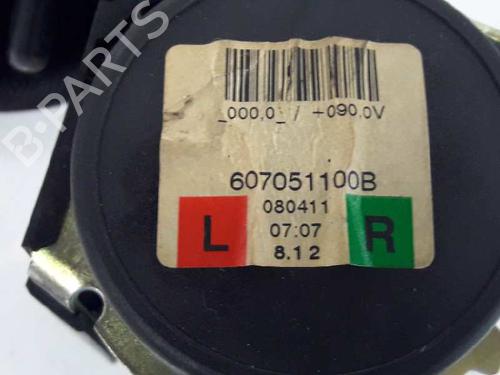 _000,0_ / +090,0V
607051100B
080411
L
07:07
R
8.12
B-PARTS